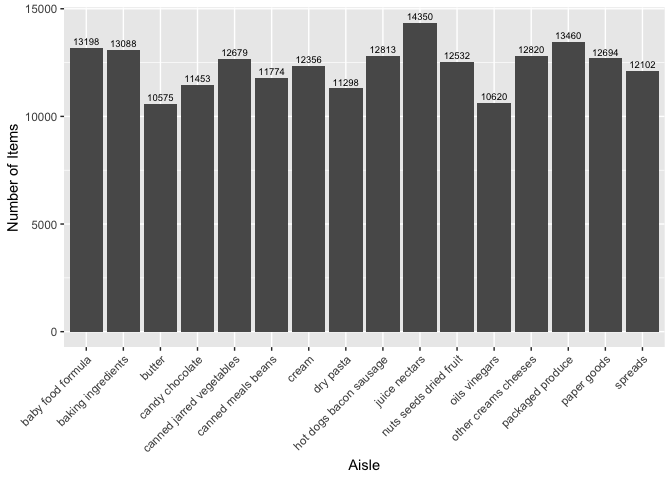 15000
14350
13460
13198
13088
12813
12820
12679
12694
12532
12356
12102
11774
11453
11298
10575
10620
10000
5000
0
Number of Items
baby food formula
baking ingredients
butter
candy chocolate
canned jarred vegetables
canned meals beans
cream
dry pasta
hot dogs bacon sausage
juice nectars
nuts seeds dried fruit
oils vinegars
other creams cheeses
packaged produce
paper goods
spreads
Aisle